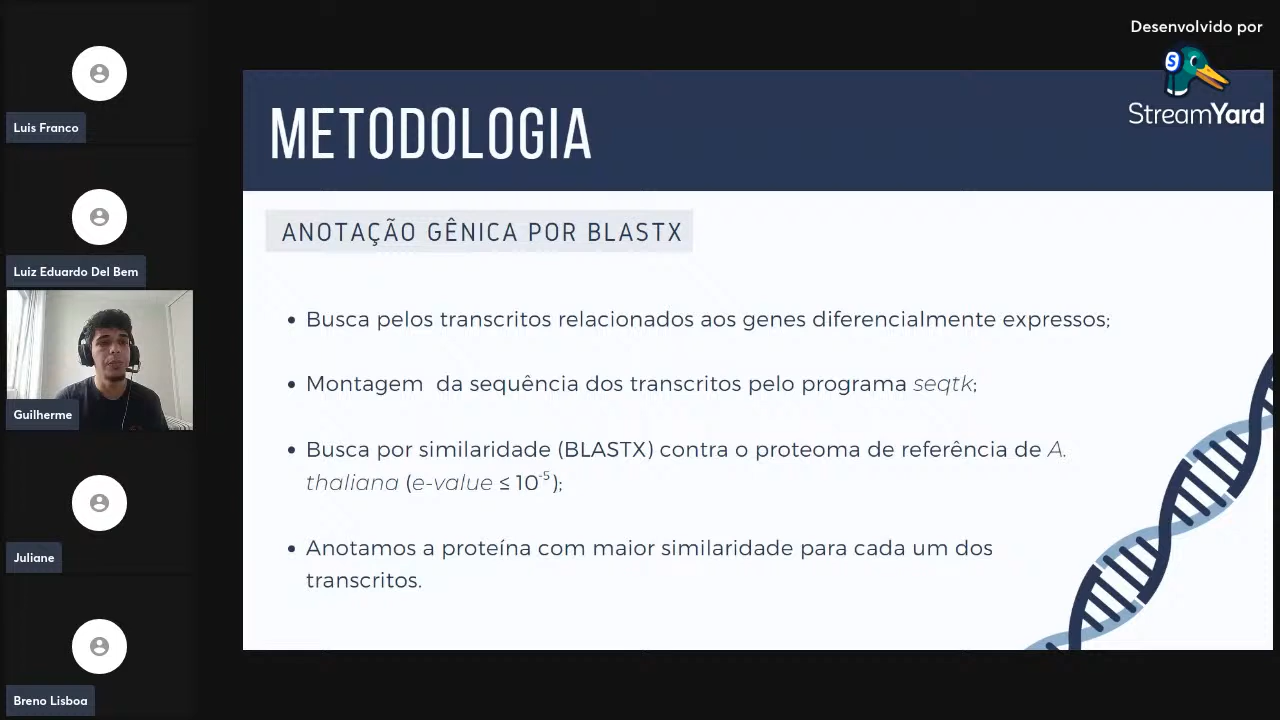 Desenvolvido por
StreamYard
Luis Franco
Luiz Eduardo Del Bem
Guilherme
Juliane
Breno Lisboa
METODOLOGIA
ANOTAÇÃO GÊNICA POR BLASTX
• Busca pelos transcritos relacionados aos genes diferencialmente expressos;
• Montagem da sequência dos transcritos pelo programa seqtk;
• Busca por similaridade (BLASTX) contra o proteoma de referência de A.
thaliana (e-value ≤ 10⁻⁵);
• Anotamos a proteína com maior similaridade para cada um dos
transcritos.